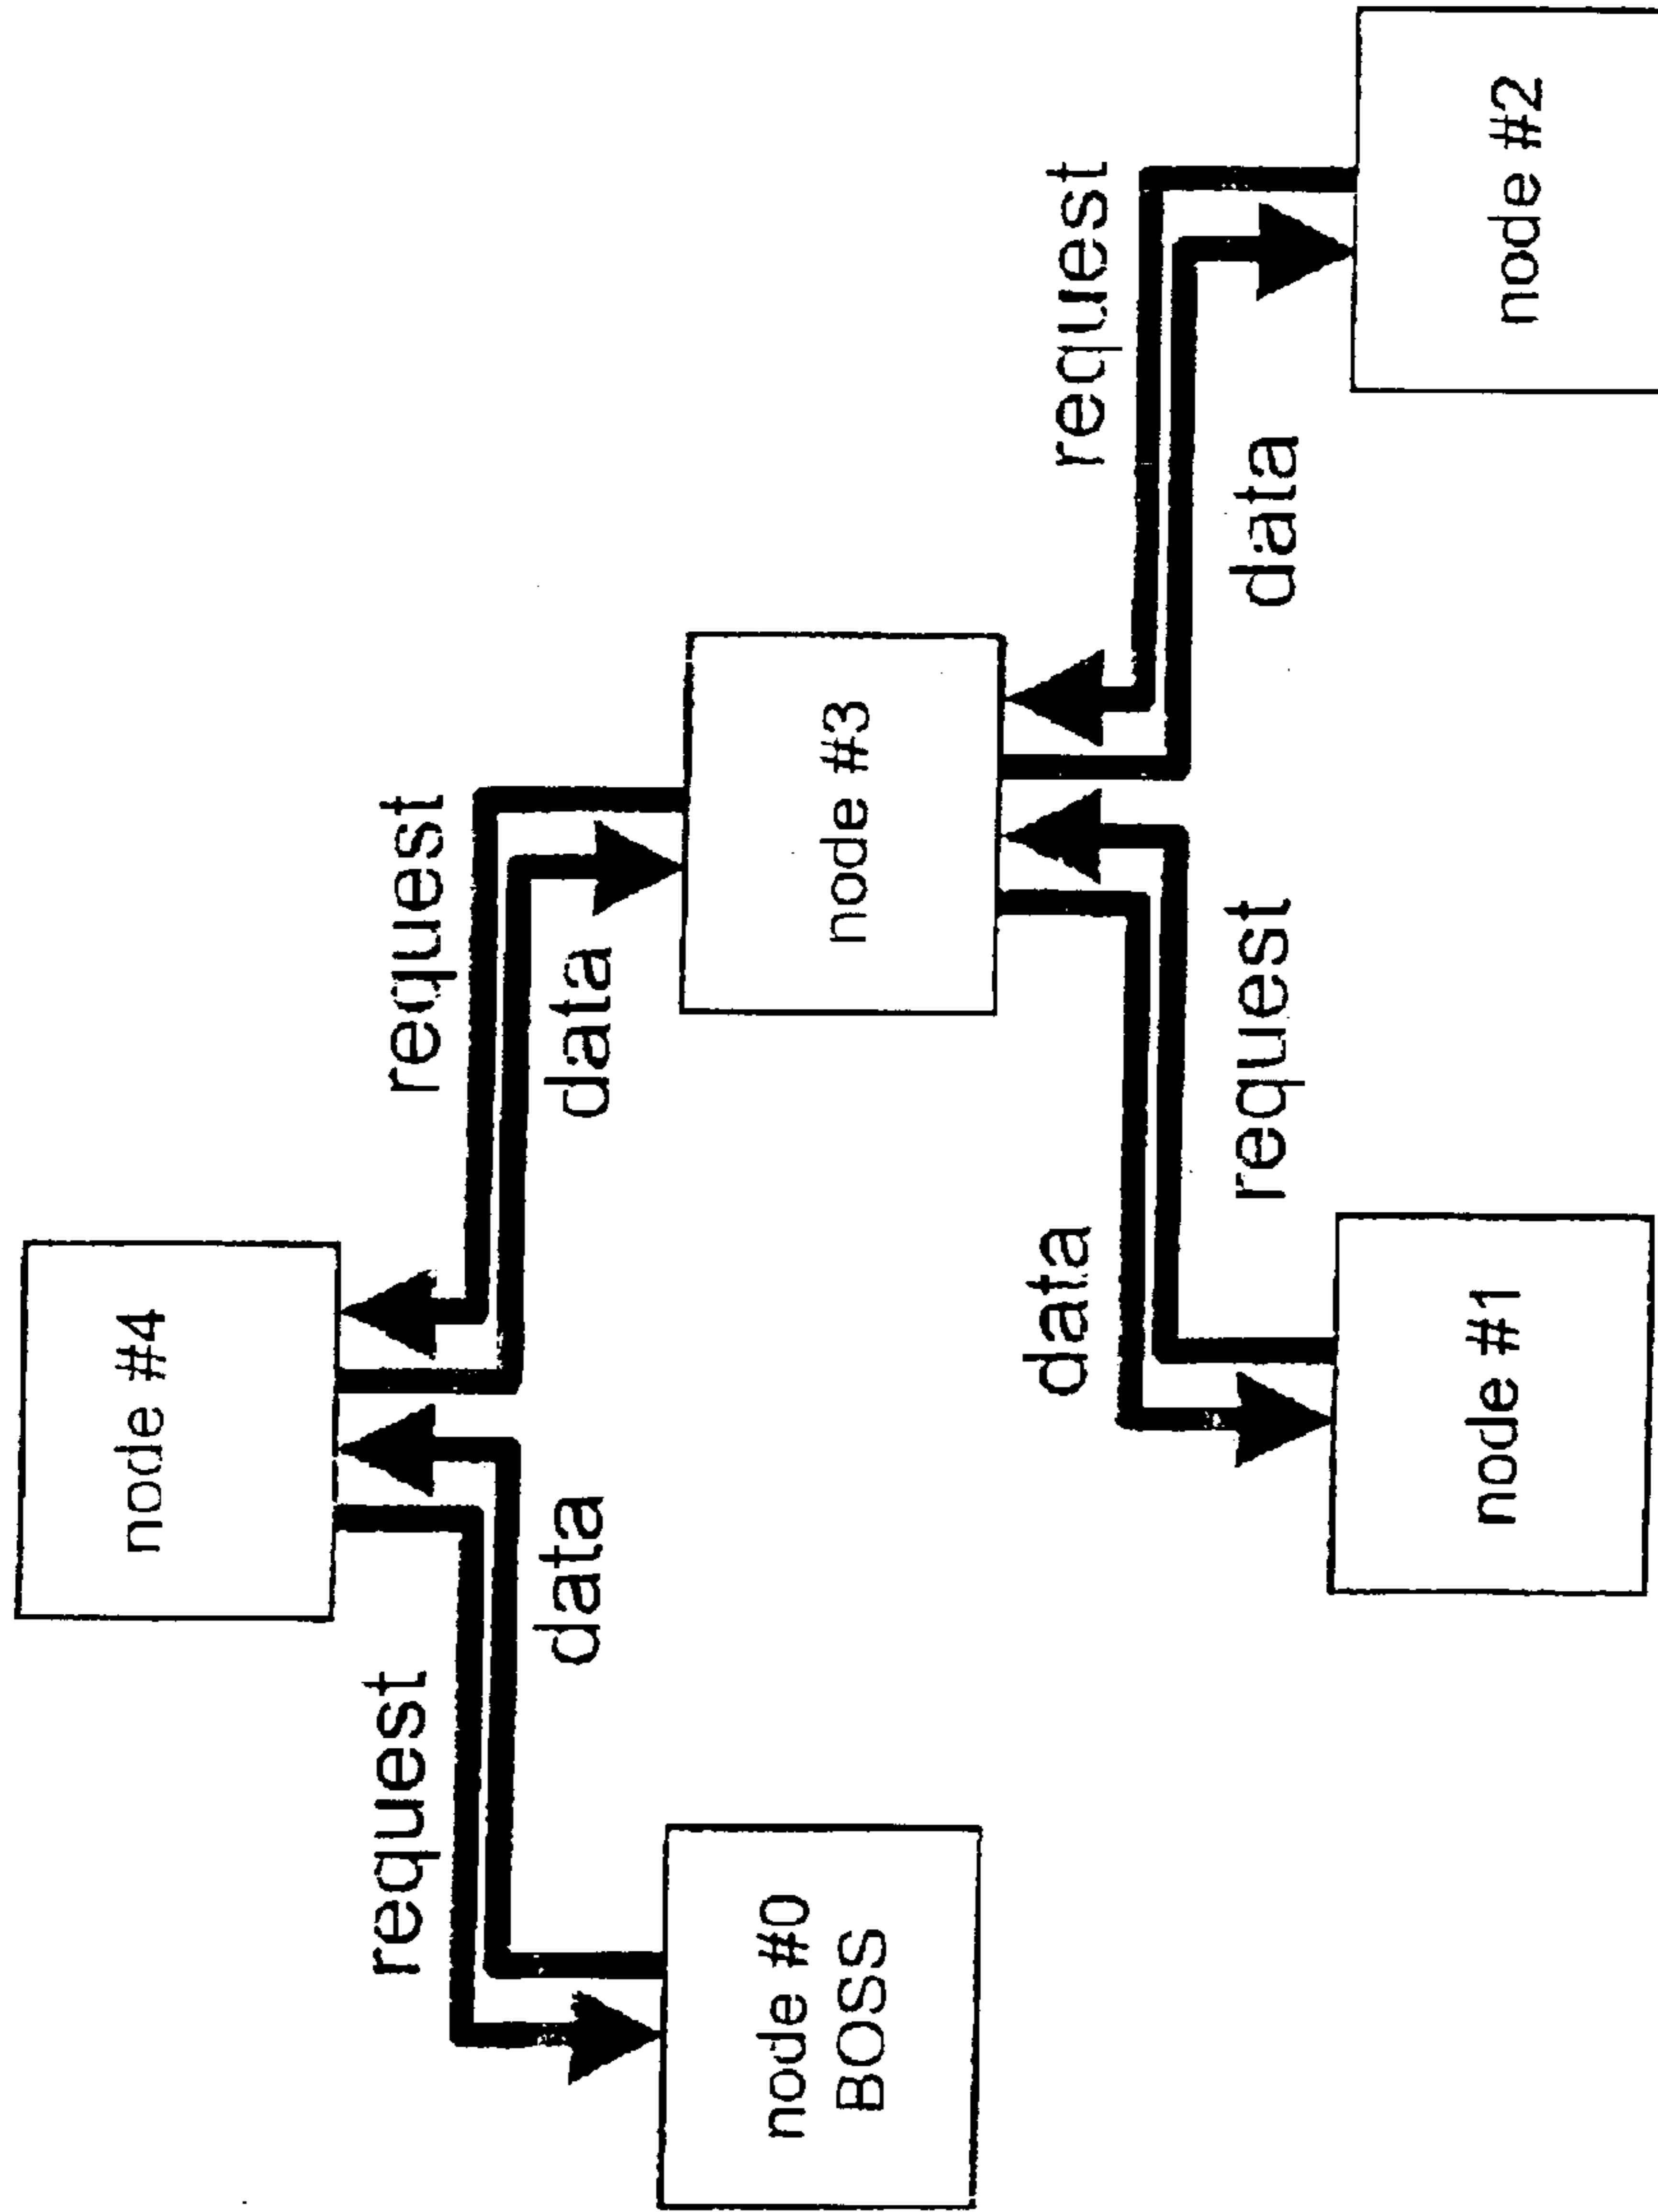 node #4
request
data
request
data
node #0
BOSS
node #3
data
request
request
data
node #1
node #2